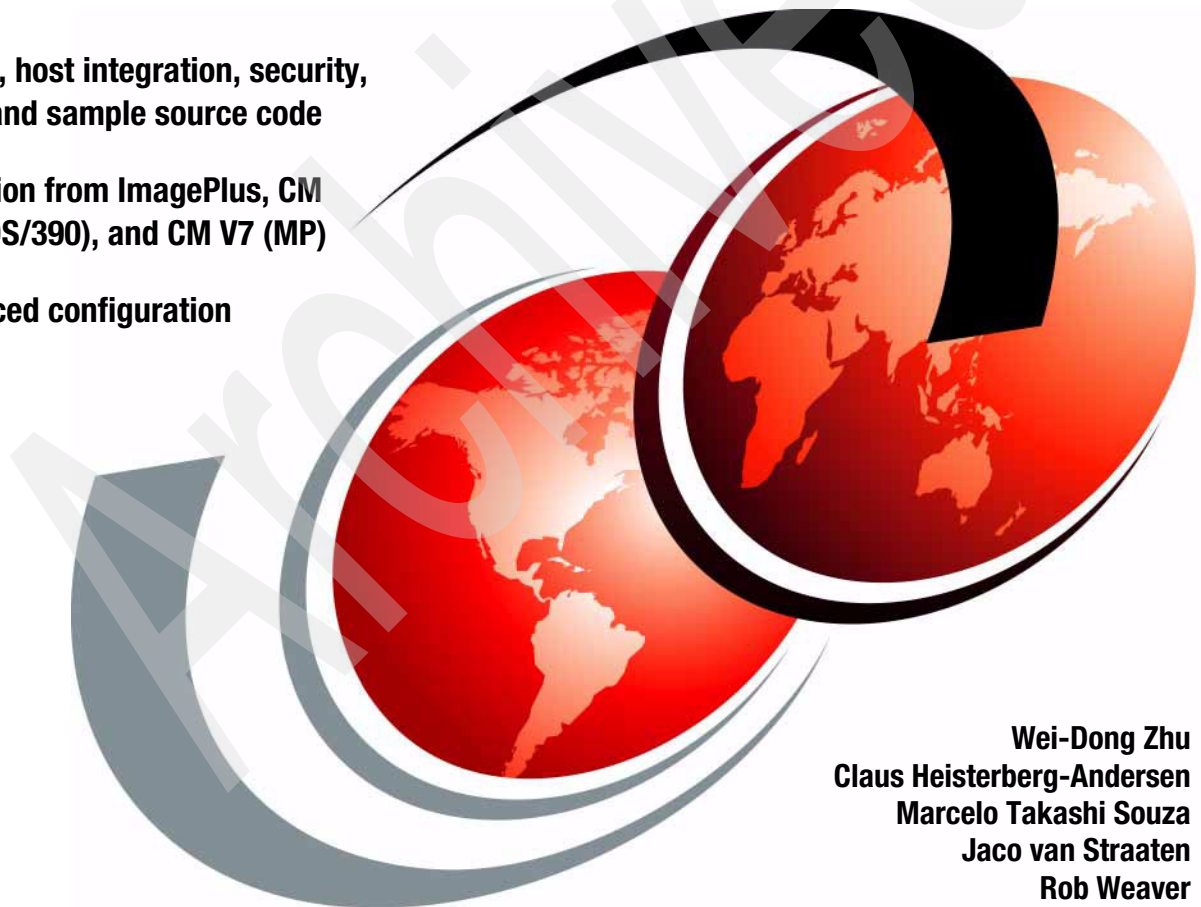 , host integration, security,
and sample source code
ion from ImagePlus, CM
S/390), and CM V7 (MP)
ced configuration
Wei-Dong Zhu
Claus Heisterberg-Andersen
Marcelo Takashi Souza
Jaco van Straaten
Rob Weaver